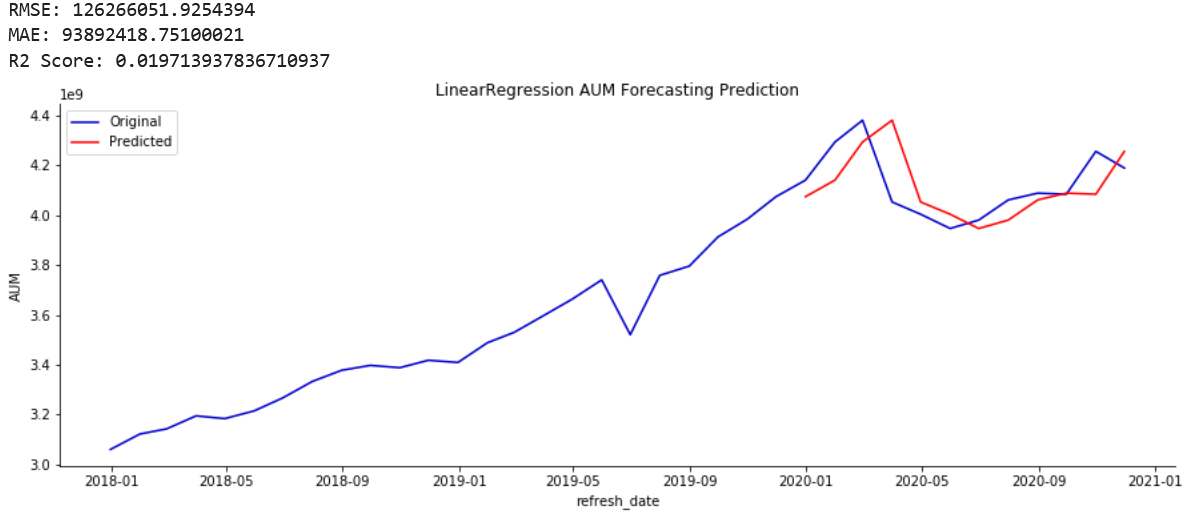 RMSE: 126266051.9254394
MAE: 93892418.75100021
R2 Score: 0.019713937836710937
LinearRegression AUM Forecasting Prediction
1e9
Original
Predicted
4.4
4.2
4.0
3.8
3.6
3.4
3.2
3.0
AUM
2018-01 2018-05 2018-09 2019-01 2019-05 2019-09 2020-01 2020-05 2020-09 2021-01
refresh_date